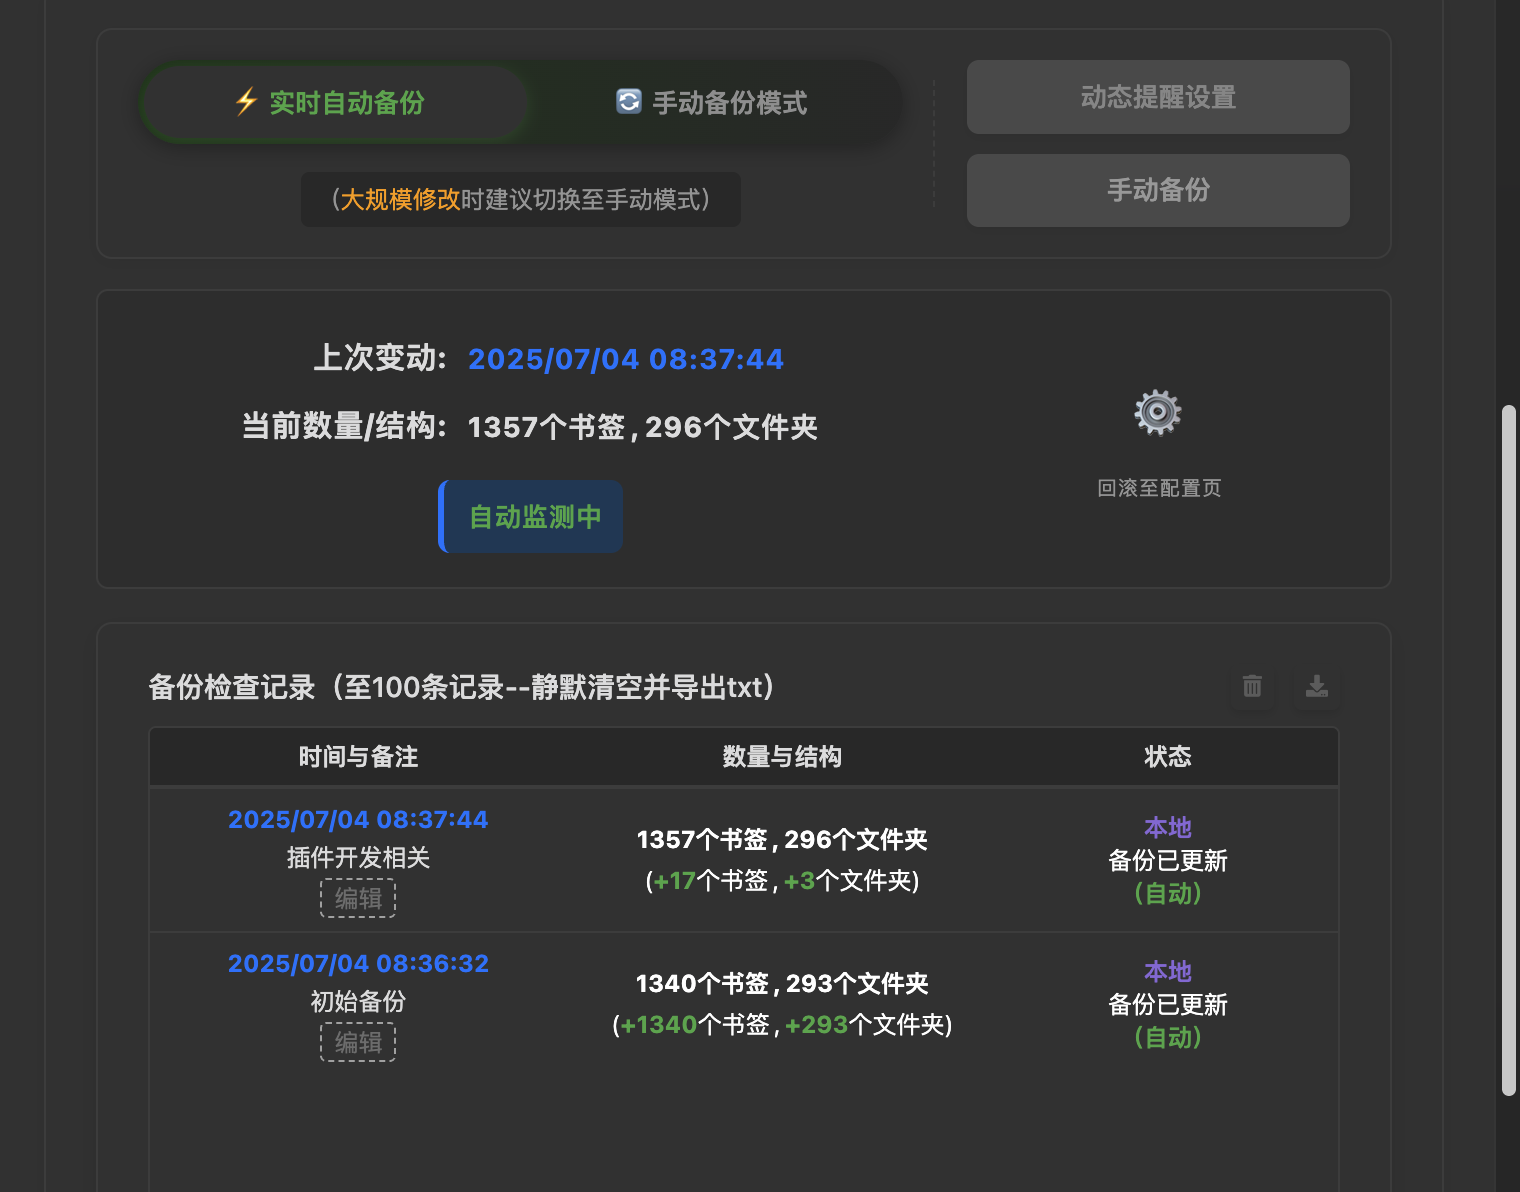 ⚡ 实时自动备份
🔄 手动备份模式
（大规模修改时建议切换至手动模式）
动态提醒设置
手动备份
上次变动: 2025/07/04 08:37:44
当前数量/结构: 1357个书签,296个文件夹
自动监测中
回滚至配置页
备份检查记录（至100条记录--静默清空并导出txt）
时间与备注 数量与结构 状态
2025/07/04 08:37:44
插件开发相关
编辑
1357个书签,296个文件夹
(+17个书签,+3个文件夹)
本地
备份已更新
（自动）
2025/07/04 08:36:32
初始备份
编辑
1340个书签,293个文件夹
(+1340个书签,+293个文件夹)
本地
备份已更新
（自动）